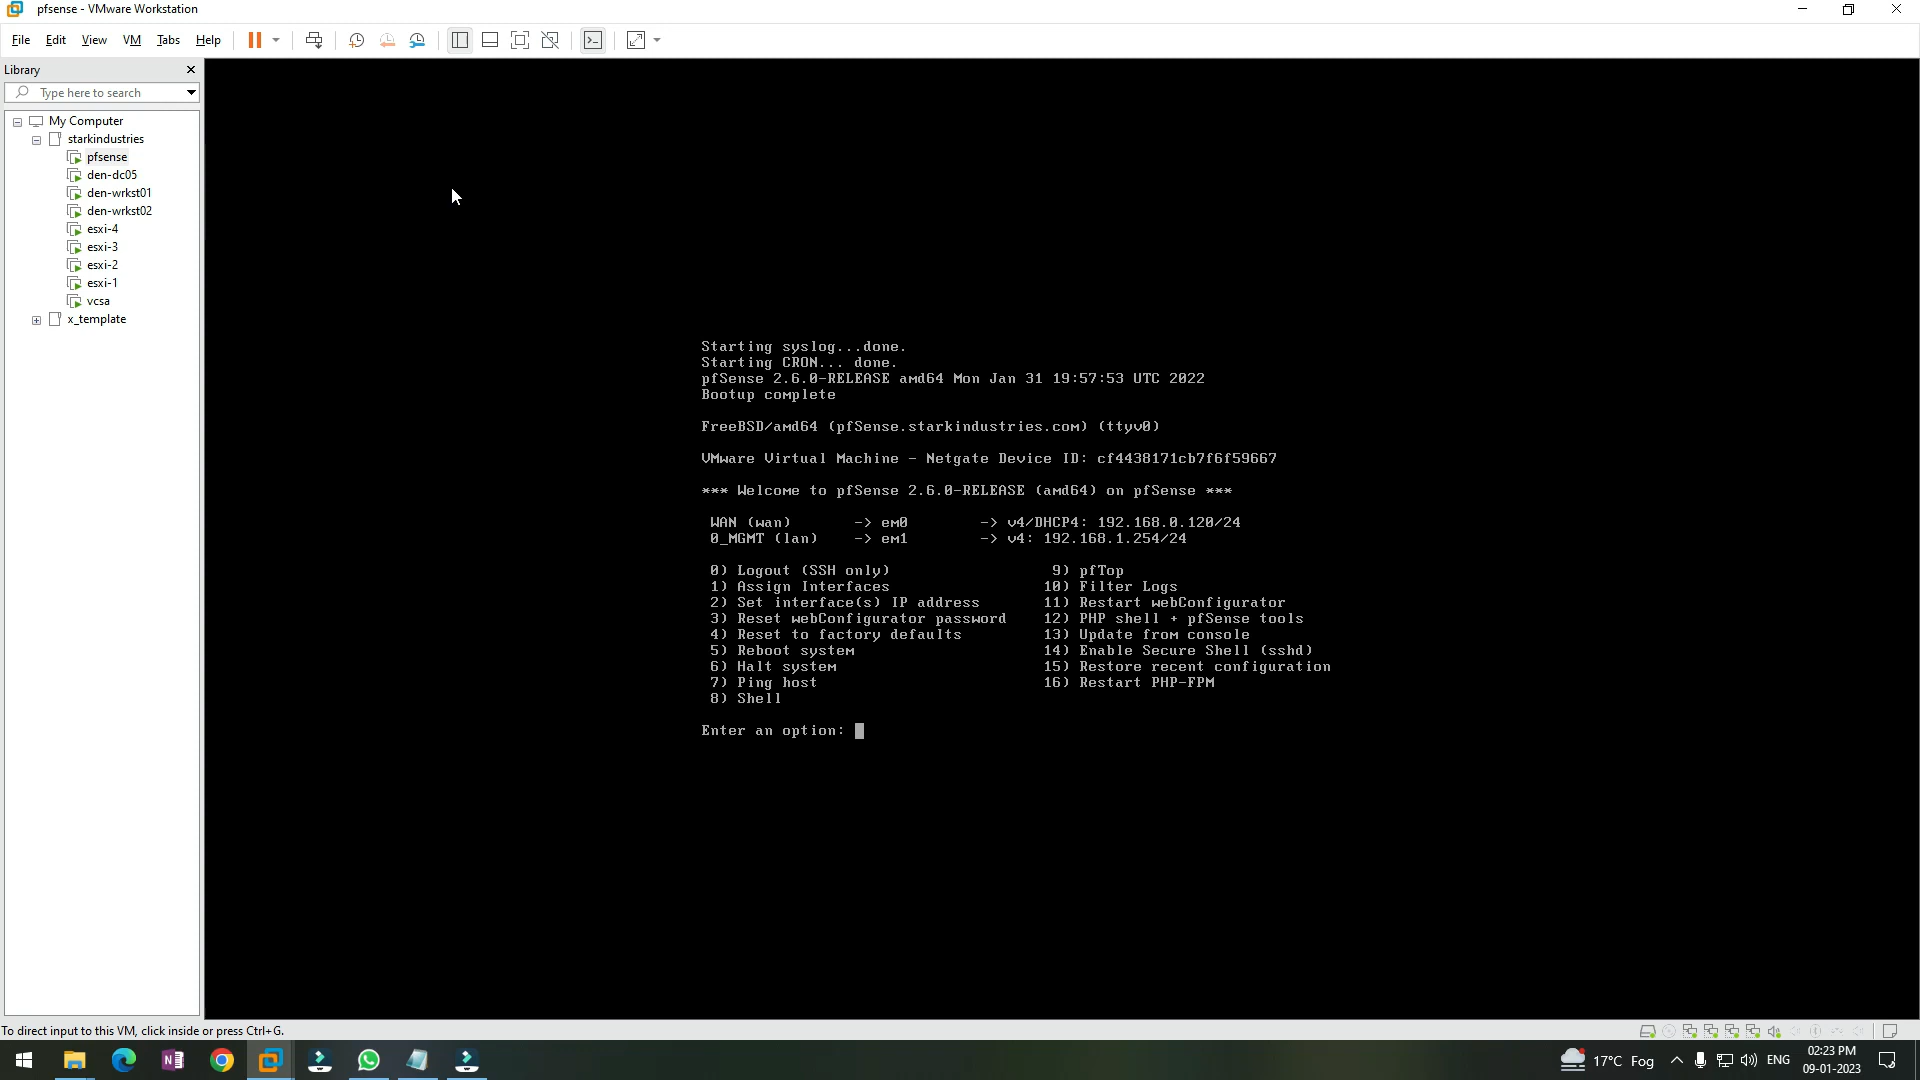 pfsense - VMware Workstation
File Edit View VM Tabs Help
Library
Type here to search
My Computer
starkindustries
pfsense
den-dc05
den-wrkst01
den-wrkst02
esxi-4
esxi-3
esxi-2
esxi-1
vcsa
x_template
Starting syslog...done.
Starting CRON... done.
pfSense 2.6.0-RELEASE amd64 Mon Jan 31 19:57:53 UTC 2022
Bootup complete
FreeBSD/amd64 (pfSense.starkindustries.com) (ttyv0)
VMware Virtual Machine - Netgate Device ID: cf4438171cb7f6f59667
*** Welcome to pfSense 2.6.0-RELEASE (amd64) on pfSense ***
WAN (wan) -> em0 -> v4/DHCP4: 192.168.0.120/24
0_MGMT (lan) -> em1 -> v4: 192.168.1.254/24
0) Logout (SSH only) 9) pfTop
1) Assign Interfaces 10) Filter Logs
2) Set interface(s) IP address 11) Restart webConfigurator
3) Reset webConfigurator password 12) PHP shell + pfSense tools
4) Reset to factory defaults 13) Update from console
5) Reboot system 14) Enable Secure Shell (sshd)
6) Halt system 15) Restore recent configuration
7) Ping host 16) Restart PHP-FPM
8) Shell
Enter an option:
To direct input to this VM, click inside or press Ctrl+G.
17°C Fog ENG 02:23 PM
09-01-2023